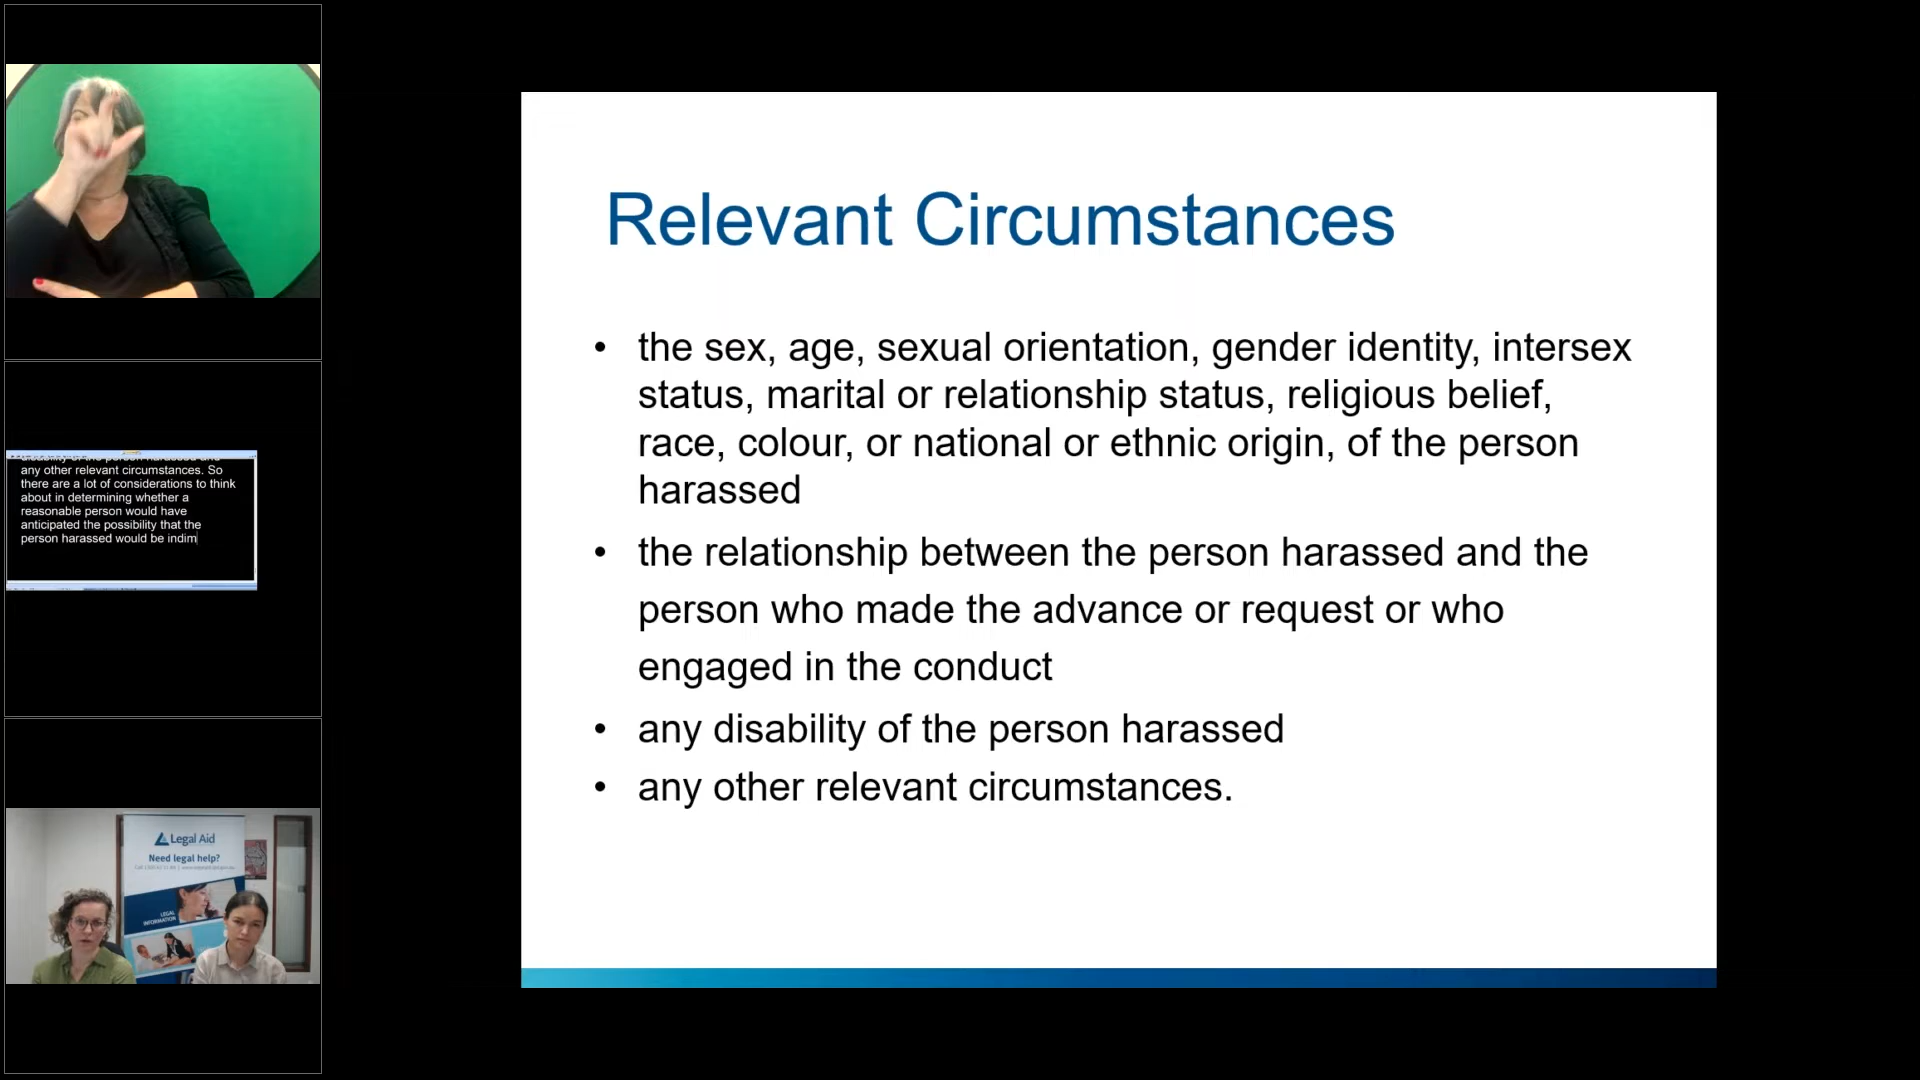 Relevant Circumstances
• the sex, age, sexual orientation, gender identity, intersex
status, marital or relationship status, religious belief,
race, colour, or national or ethnic origin, of the person
harassed
• the relationship between the person harassed and the
person who made the advance or request or who
engaged in the conduct
• any disability of the person harassed
• any other relevant circumstances.
any other relevant circumstances. So
there are a lot of considerations to think
about in determining whether a
reasonable person would have
anticipated the possibility that the
person harassed would be indim
Legal Aid
Need legal help?
LEGAL
INFORMATION